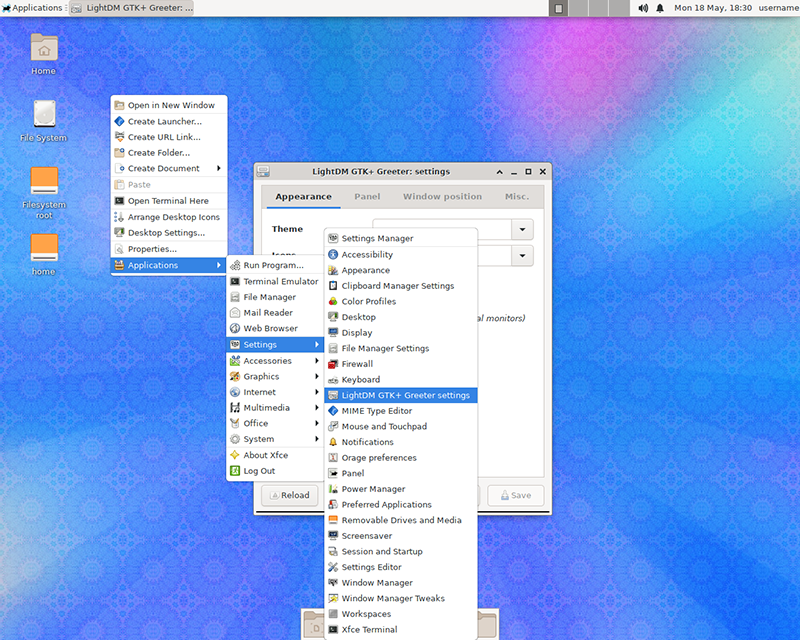 Applications
LightDM GTK+ Greeter: ...
Mon 18 May, 18:30
username
Home
File System
Filesystem
root
home
Open in New Window
Create Launcher...
Create URL Link...
Create Folder...
Create Document
Paste
Open Terminal Here
Arrange Desktop Icons
Desktop Settings...
Properties...
Applications
Run Program...
Terminal Emulator
File Manager
Mail Reader
Web Browser
Settings
Accessories
Graphics
Internet
Multimedia
Office
System
About Xfce
Log Out
Settings Manager
Accessibility
Appearance
Clipboard Manager Settings
Color Profiles
Desktop
Display
File Manager Settings
Firewall
Keyboard
LightDM GTK+ Greeter settings
MIME Type Editor
Mouse and Touchpad
Notifications
Orage preferences
Panel
Power Manager
Preferred Applications
Removable Drives and Media
Screensaver
Session and Startup
Settings Editor
Window Manager
Window Manager Tweaks
Workspaces
Xfce Terminal
LightDM GTK+ Greeter: settings
Appearance Panel Window position Misc.
Theme
monitors)
Reload
Save